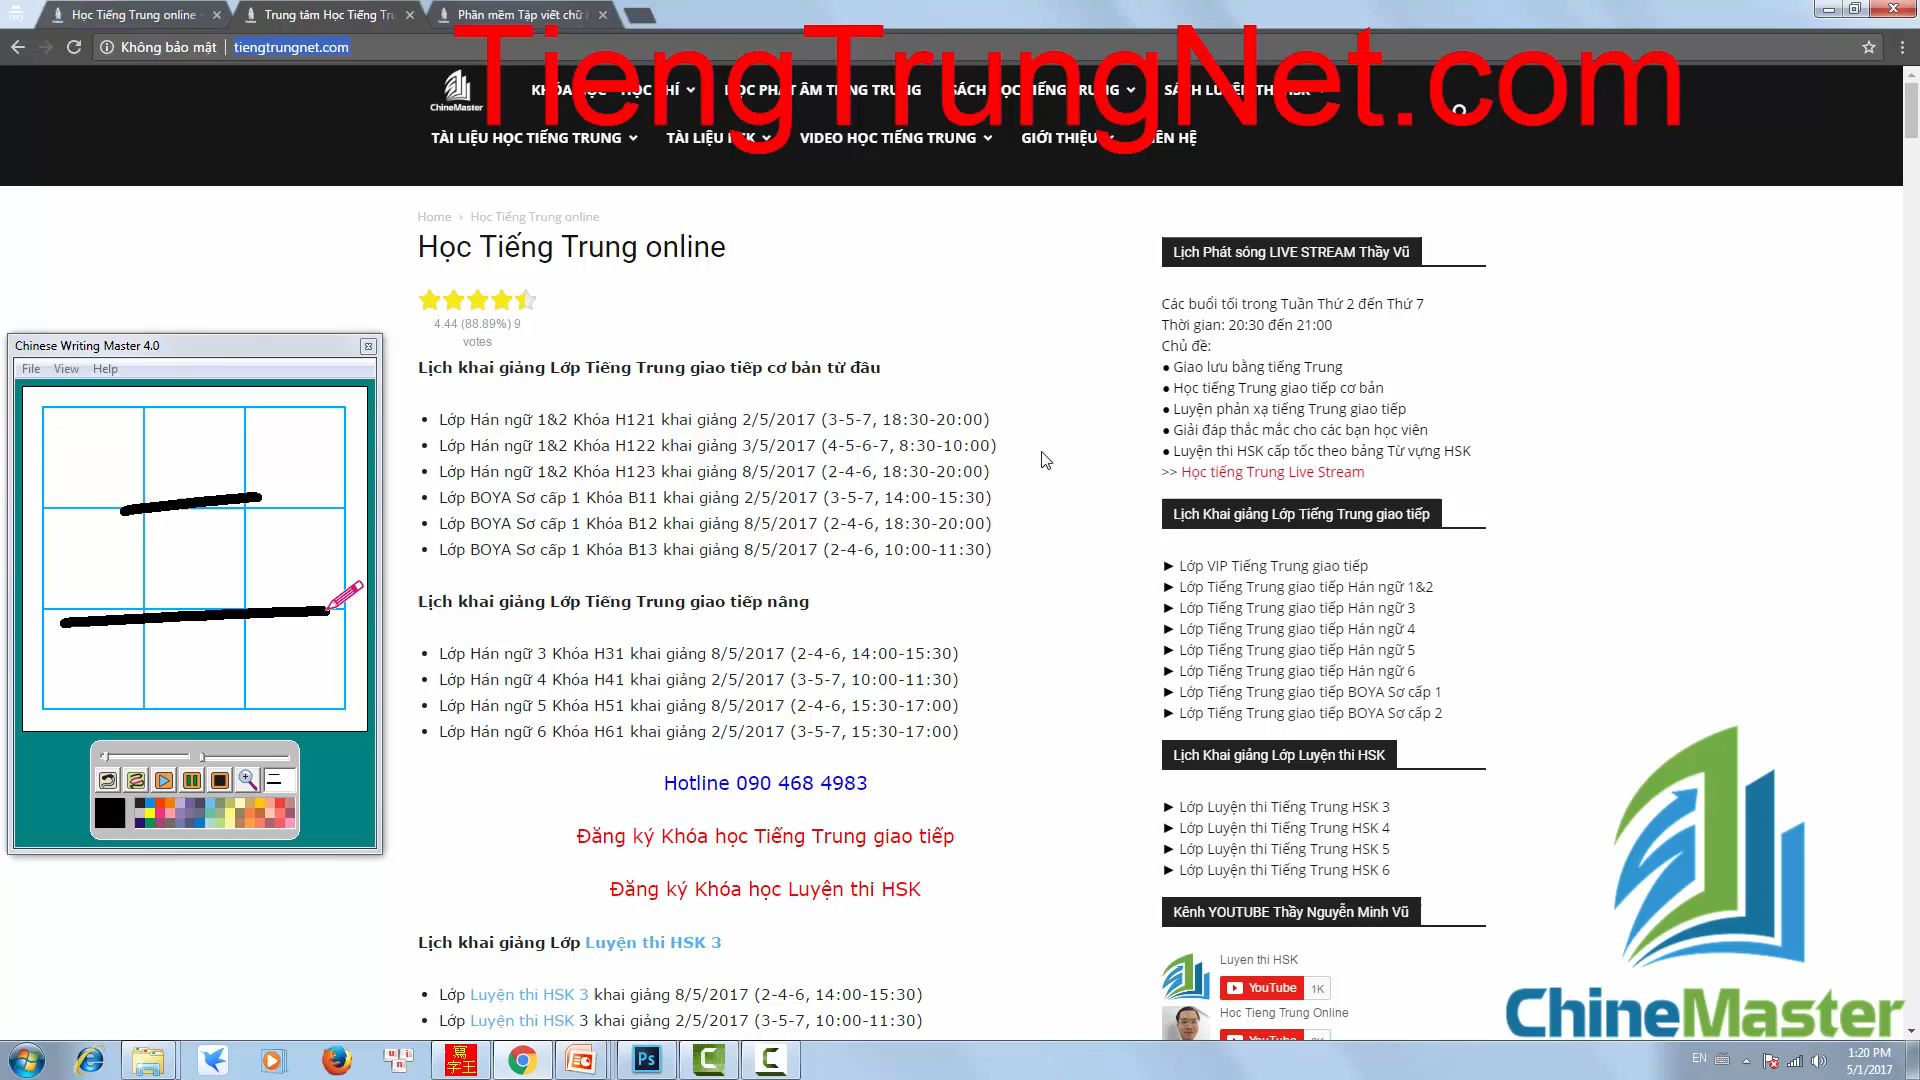 Học Tiếng Trung online
Trung tâm Học Tiếng Tru
Phần mềm Tập viết chữ
Không bảo mật
tiengtrungnet.com
TiengTrungNet.com
ChineMaster
HỌC PHÁT ÂM TIẾNG TRUNG
SÁCH HỌC TIẾNG TRUNG
SÁCH LUYỆN THI HSK
TÀI LIỆU HỌC TIẾNG TRUNG
TÀI LIỆU HSK
VIDEO HỌC TIẾNG TRUNG
GIỚI THIỆU
LIÊN HỆ
Home › Học Tiếng Trung online
Học Tiếng Trung online
4.44 (88.89%) 9
votes
Lịch khai giảng Lớp Tiếng Trung giao tiếp cơ bản từ đầu
• Lớp Hán ngữ 1&2 Khóa H121 khai giảng 2/5/2017 (3-5-7, 18:30-20:00)
• Lớp Hán ngữ 1&2 Khóa H122 khai giảng 3/5/2017 (4-5-6-7, 8:30-10:00)
• Lớp Hán ngữ 1&2 Khóa H123 khai giảng 8/5/2017 (2-4-6, 18:30-20:00)
• Lớp BOYA Sơ cấp 1 Khóa B11 khai giảng 2/5/2017 (3-5-7, 14:00-15:30)
• Lớp BOYA Sơ cấp 1 Khóa B12 khai giảng 8/5/2017 (2-4-6, 18:30-20:00)
• Lớp BOYA Sơ cấp 1 Khóa B13 khai giảng 8/5/2017 (2-4-6, 10:00-11:30)
Lịch khai giảng Lớp Tiếng Trung giao tiếp nâng
• Lớp Hán ngữ 3 Khóa H31 khai giảng 8/5/2017 (2-4-6, 14:00-15:30)
• Lớp Hán ngữ 4 Khóa H41 khai giảng 2/5/2017 (3-5-7, 10:00-11:30)
• Lớp Hán ngữ 5 Khóa H51 khai giảng 8/5/2017 (2-4-6, 15:30-17:00)
• Lớp Hán ngữ 6 Khóa H61 khai giảng 2/5/2017 (3-5-7, 15:30-17:00)
Hotline 090 468 4983
Đăng ký Khóa học Tiếng Trung giao tiếp
Đăng ký Khóa học Luyện thi HSK
Lịch khai giảng Lớp Luyện thi HSK 3
• Lớp Luyện thi HSK 3 khai giảng 8/5/2017 (2-4-6, 14:00-15:30)
• Lớp Luyện thi HSK 3 khai giảng 2/5/2017 (3-5-7, 10:00-11:30)
Lịch Phát sóng LIVE STREAM Thầy Vũ
Các buổi tối trong Tuần Thứ 2 đến Thứ 7
Thời gian: 20:30 đến 21:00
Chủ đề:
● Giao lưu bằng tiếng Trung
● Học tiếng Trung giao tiếp cơ bản
● Luyện phản xạ tiếng Trung giao tiếp
● Giải đáp thắc mắc cho các bạn học viên
● Luyện thi HSK cấp tốc theo bảng Từ vựng HSK
>> Học tiếng Trung Live Stream
Lịch Khai giảng Lớp Tiếng Trung giao tiếp
► Lớp VIP Tiếng Trung giao tiếp
► Lớp Tiếng Trung giao tiếp Hán ngữ 1&2
► Lớp Tiếng Trung giao tiếp Hán ngữ 3
► Lớp Tiếng Trung giao tiếp Hán ngữ 4
► Lớp Tiếng Trung giao tiếp Hán ngữ 5
► Lớp Tiếng Trung giao tiếp Hán ngữ 6
► Lớp Tiếng Trung giao tiếp BOYA Sơ cấp 1
► Lớp Tiếng Trung giao tiếp BOYA Sơ cấp 2
Lịch Khai giảng Lớp Luyện thi HSK
► Lớp Luyện thi Tiếng Trung HSK 3
► Lớp Luyện thi Tiếng Trung HSK 4
► Lớp Luyện thi Tiếng Trung HSK 5
► Lớp Luyện thi Tiếng Trung HSK 6
Kênh YOUTUBE Thầy Nguyễn Minh Vũ
Luyen thi HSK
YouTube 1K
Hoc Tieng Trung Online
ChineMaster
Chinese Writing Master 4.0
File View Help
二
寫字王
Ps
EN
1:20 PM
5/1/2017